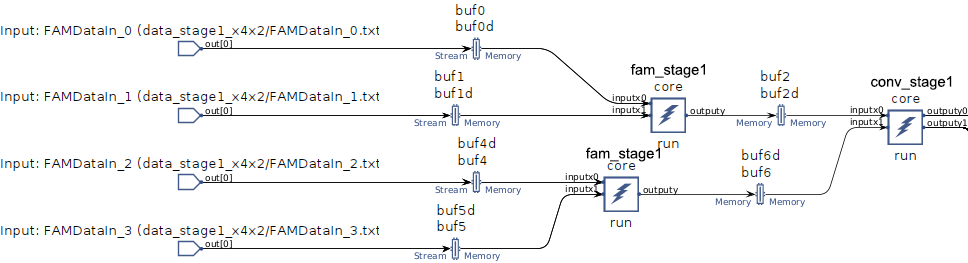 buf0
buf0d
Input: FAMDataIn_0 (data_stage1_x4x2/FAMDataIn_0.txt
out[0]
Stream
Memory
fam_stage1
core
buf1
buf1d
buf2
buf2d
conv_stage1
core
Input: FAMDataIn_1 (data_stage1_x4x2/FAMDataIn_1.txt
out[0]
Stream
Memory
inputx0
inputx1
outputy
run
Memory
Memory
inputx0
inputx1
outputy0
outputy1
run
buf4d
buf4
Input: FAMDataIn_2 (data_stage1_x4x2/FAMDataIn_2.txt
out[0]
Stream
Memory
fam_stage1
core
inputx0
inputx1
outputy
run
buf6d
buf6
Memory
Memory
buf5d
buf5
Input: FAMDataIn_3 (data_stage1_x4x2/FAMDataIn_3.txt
out[0]
Stream
Memory